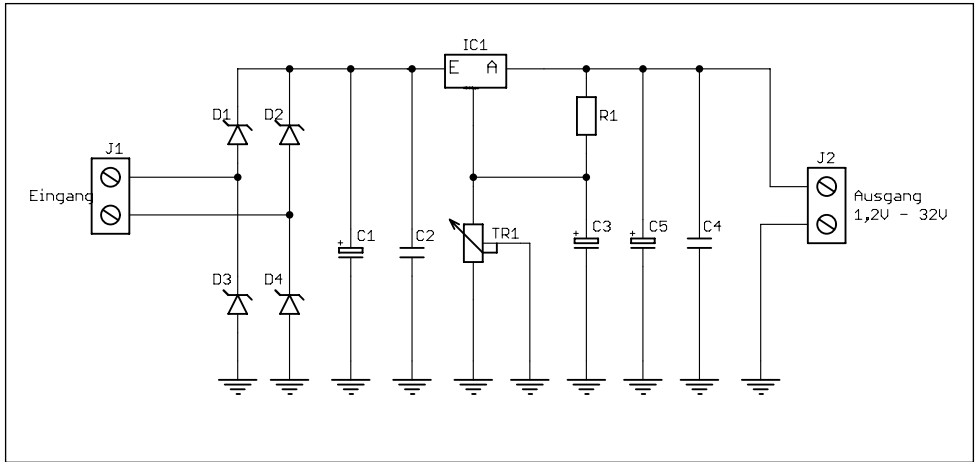 IC1
E A
D1
D2
R1
J1
J2
Eingang
Ausgang
1,2V - 32V
+
C1
C2
TR1
+
C3
+
C5
C4
D3
D4